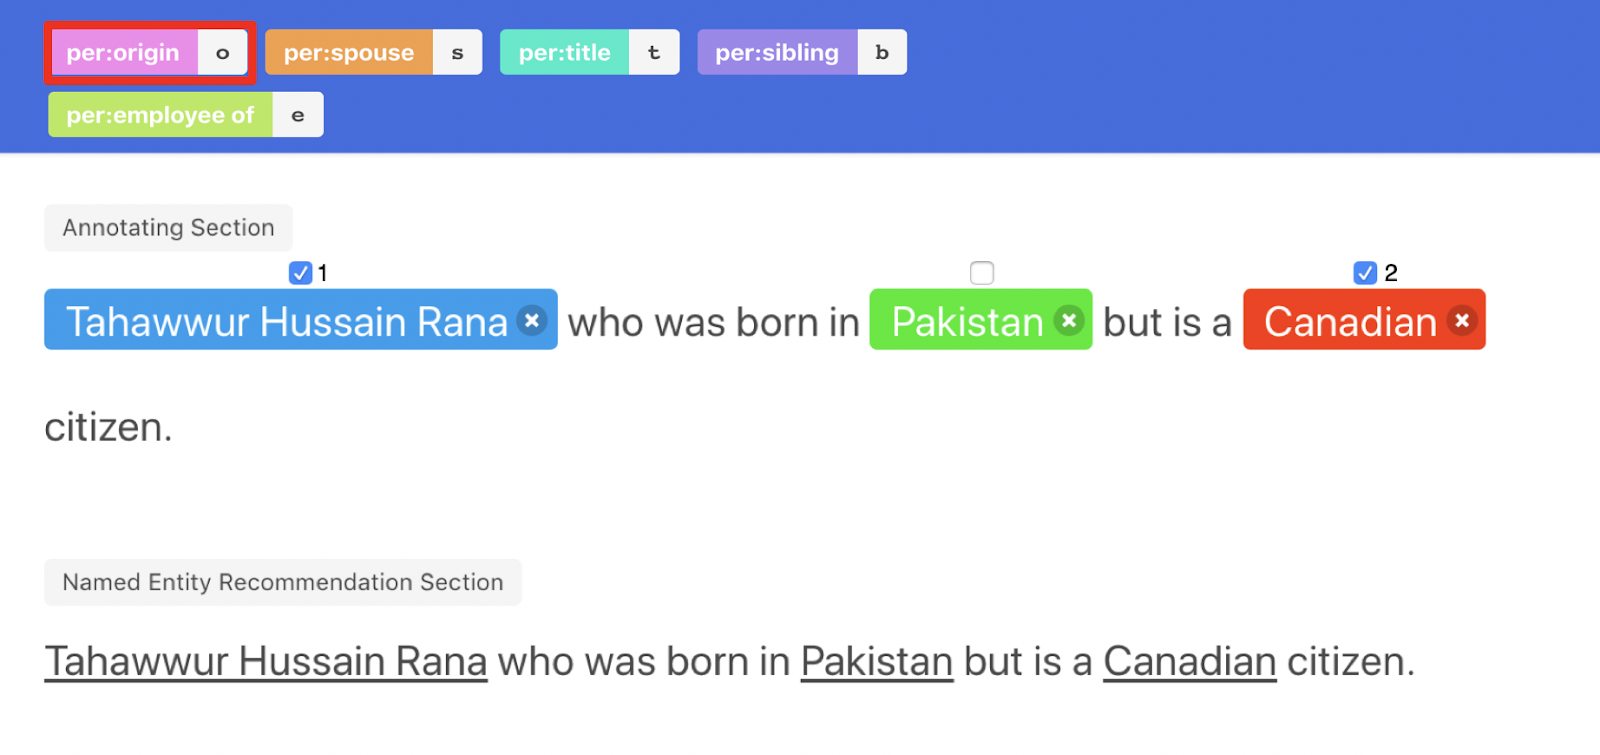 per:origin o per:spouse s per:title t per:sibling b
per:employee of e
Annotating Section
1 2
Tahawwur Hussain Rana × who was born in Pakistan × but is a Canadian ×
citizen.
Named Entity Recommendation Section
Tahawwur Hussain Rana who was born in Pakistan but is a Canadian citizen.